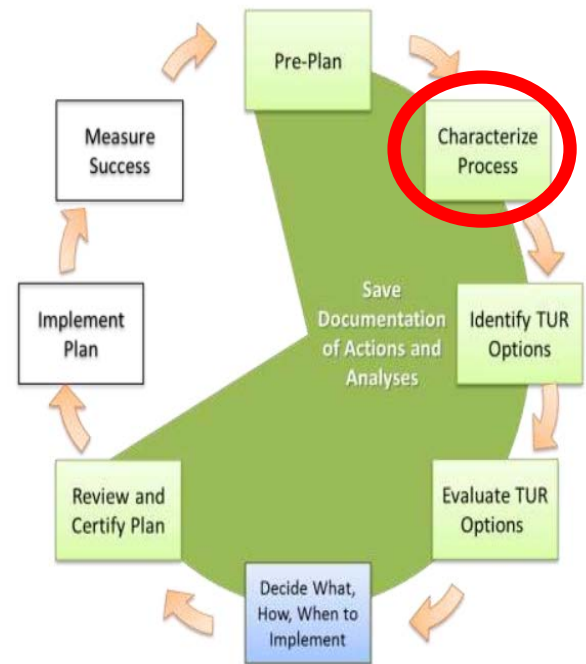 Pre-Plan
Characterize
Process
Identify TUR
Options
Evaluate TUR
Options
Decide What,
How, When to
Implement
Review and
Certify Plan
Implement
Plan
Measure
Success
Save
Documentation
of Actions and
Analyses